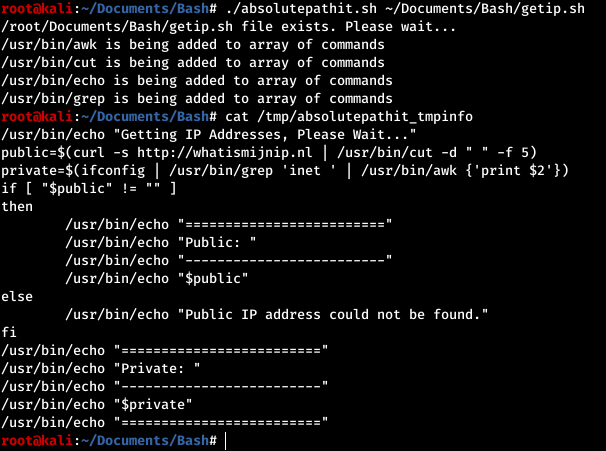 root@kali:~/Documents/Bash# ./absolutepathit.sh ~/Documents/Bash/getip.sh
/root/Documents/Bash/getip.sh file exists. Please wait...
/usr/bin/awk is being added to array of commands
/usr/bin/cut is being added to array of commands
/usr/bin/echo is being added to array of commands
/usr/bin/grep is being added to array of commands
root@kali:~/Documents/Bash# cat /tmp/absolutepathit_tmpinfo
/usr/bin/echo "Getting IP Addresses, Please Wait..."
public=$(curl -s http://whatismijnip.nl | /usr/bin/cut -d " " -f 5)
private=$(ifconfig | /usr/bin/grep 'inet ' | /usr/bin/awk {'print $2'})
if [ "$public" != "" ]
then
        /usr/bin/echo "========================="
        /usr/bin/echo "Public: "
        /usr/bin/echo "-------------------------"
        /usr/bin/echo "$public"
else
        /usr/bin/echo "Public IP address could not be found."
fi
/usr/bin/echo "========================="
/usr/bin/echo "Private: "
/usr/bin/echo "-------------------------"
/usr/bin/echo "$private"
/usr/bin/echo "========================="
root@kali:~/Documents/Bash#